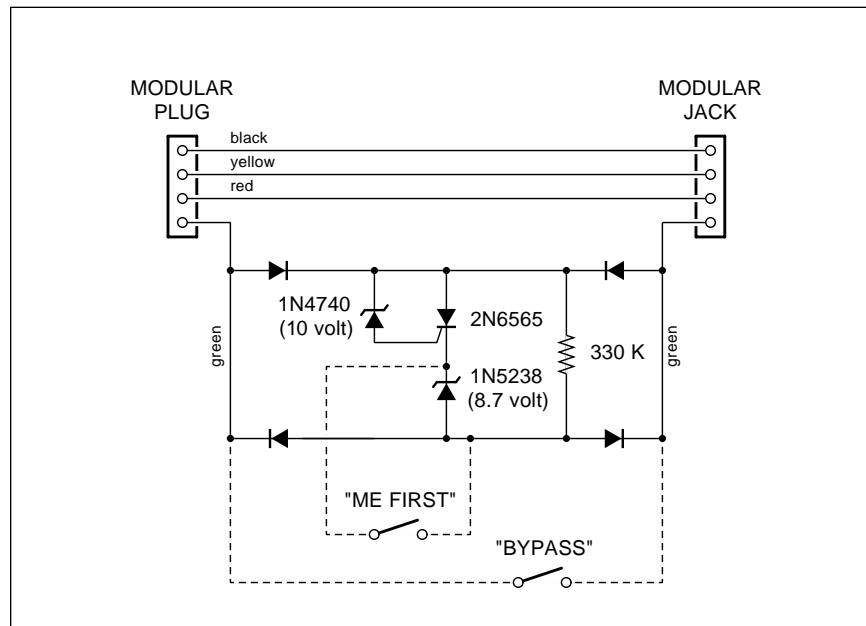 MODULAR
PLUG
MODULAR
JACK
black
yellow
red
green
1N4740
(10 volt)
2N6565
330 K
green
1N5238
(8.7 volt)
"ME FIRST"
"BYPASS"